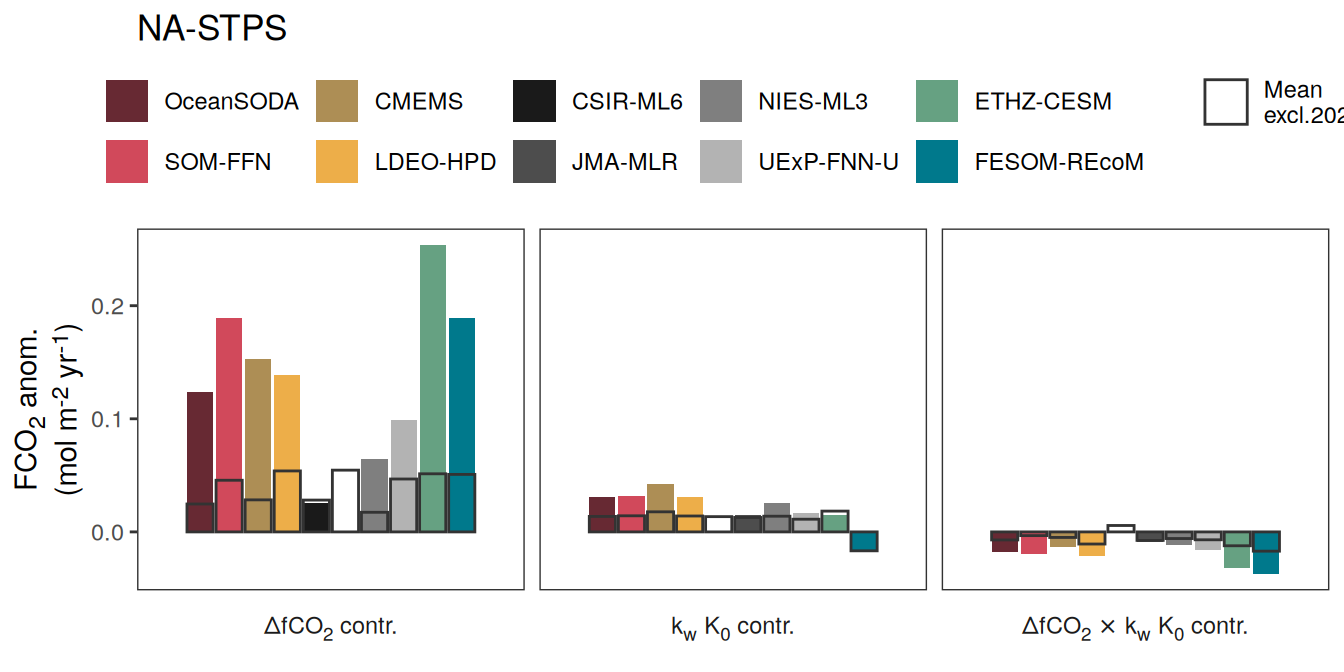 NA-STPS
OceanSODA CMEMS CSIR-ML6 NIES-ML3 ETHZ-CESM Mean
excl.202
SOM-FFN LDEO-HPD JMA-MLR UExP-FNN-U FESOM-REcoM
FCO₂ anom.
(mol m⁻² yr⁻¹)
0.2
0.1
0.0
ΔfCO₂ contr. k_w K₀ contr. ΔfCO₂ × k_w K₀ contr.